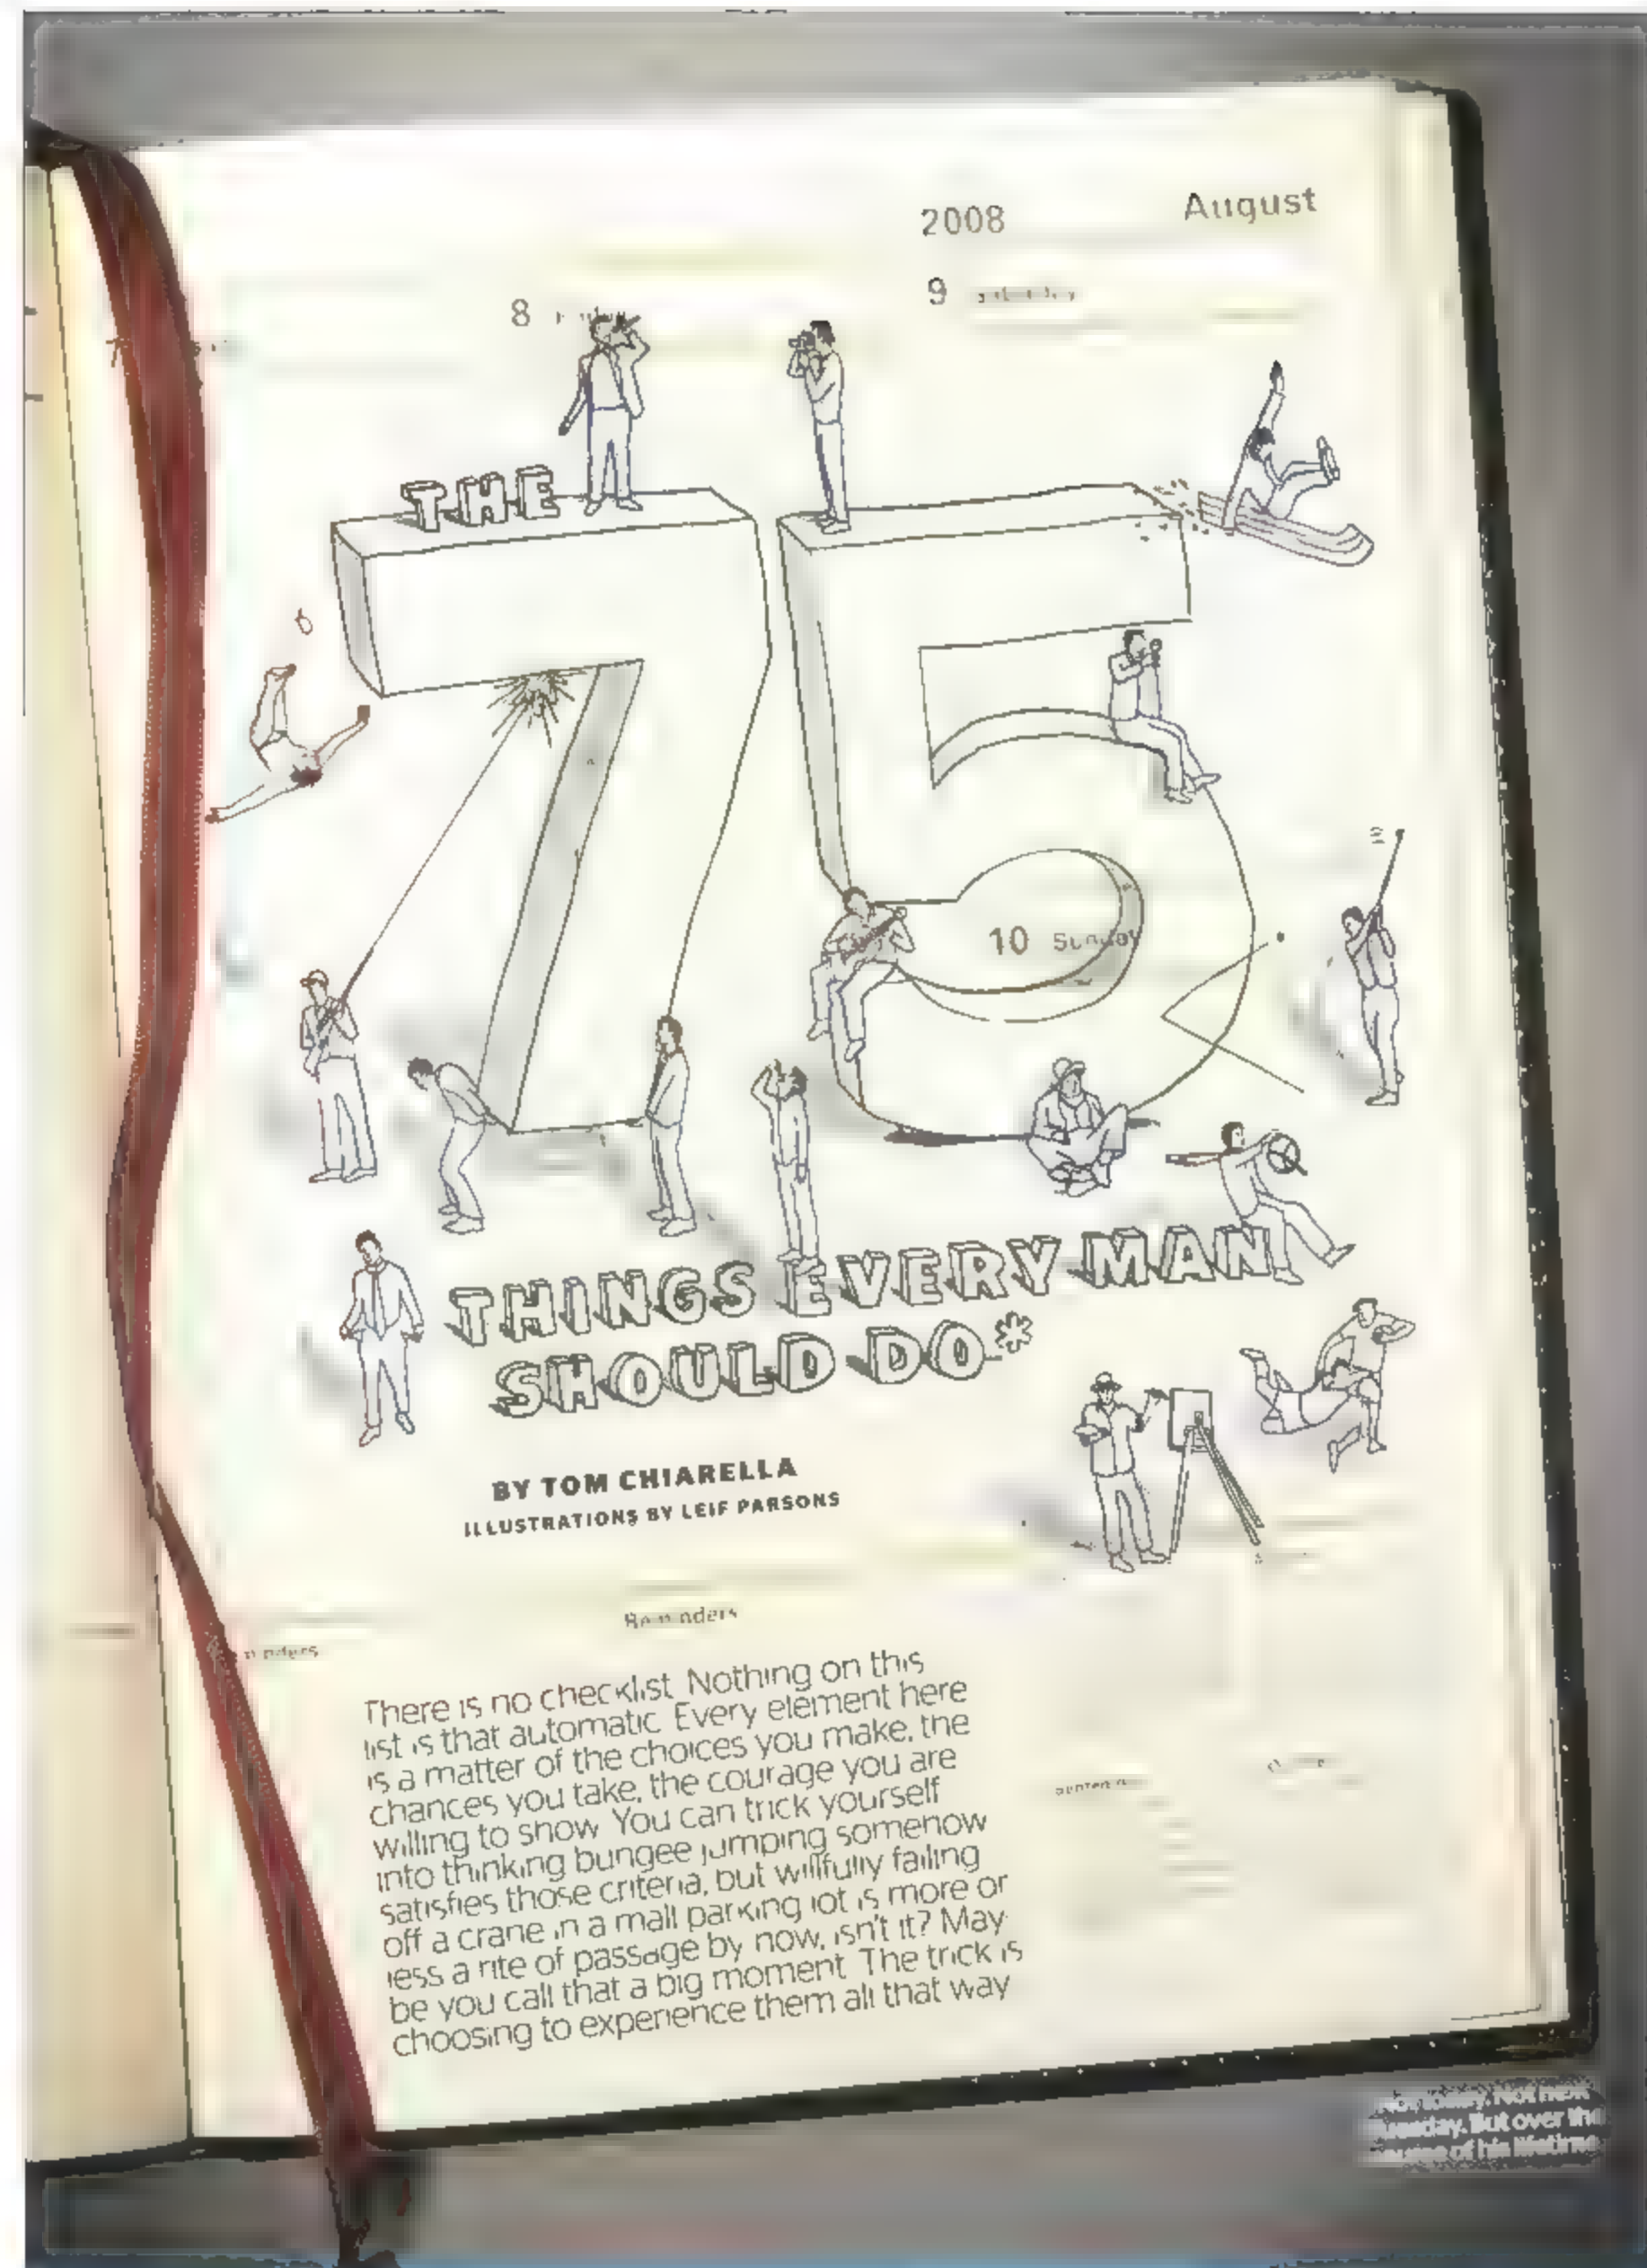 2008 August
8
9
THE
75
10 Sunday
THINGS EVERY MAN
SHOULD DO*
BY TOM CHIARELLA
ILLUSTRATIONS BY LEIF PARSONS
Reminders
There is no checklist. Nothing on this
list is that automatic. Every element here
is a matter of the choices you make, the
chances you take, the courage you are
willing to show. You can trick yourself
into thinking bungee jumping somehow
satisfies those criteria, but willfully falling
off a crane in a mall parking lot is more or
less a rite of passage by now, isn't it? May
be you call that a big moment. The trick is
choosing to experience them all that way
Not today. Not next
But over the
of his lifetime